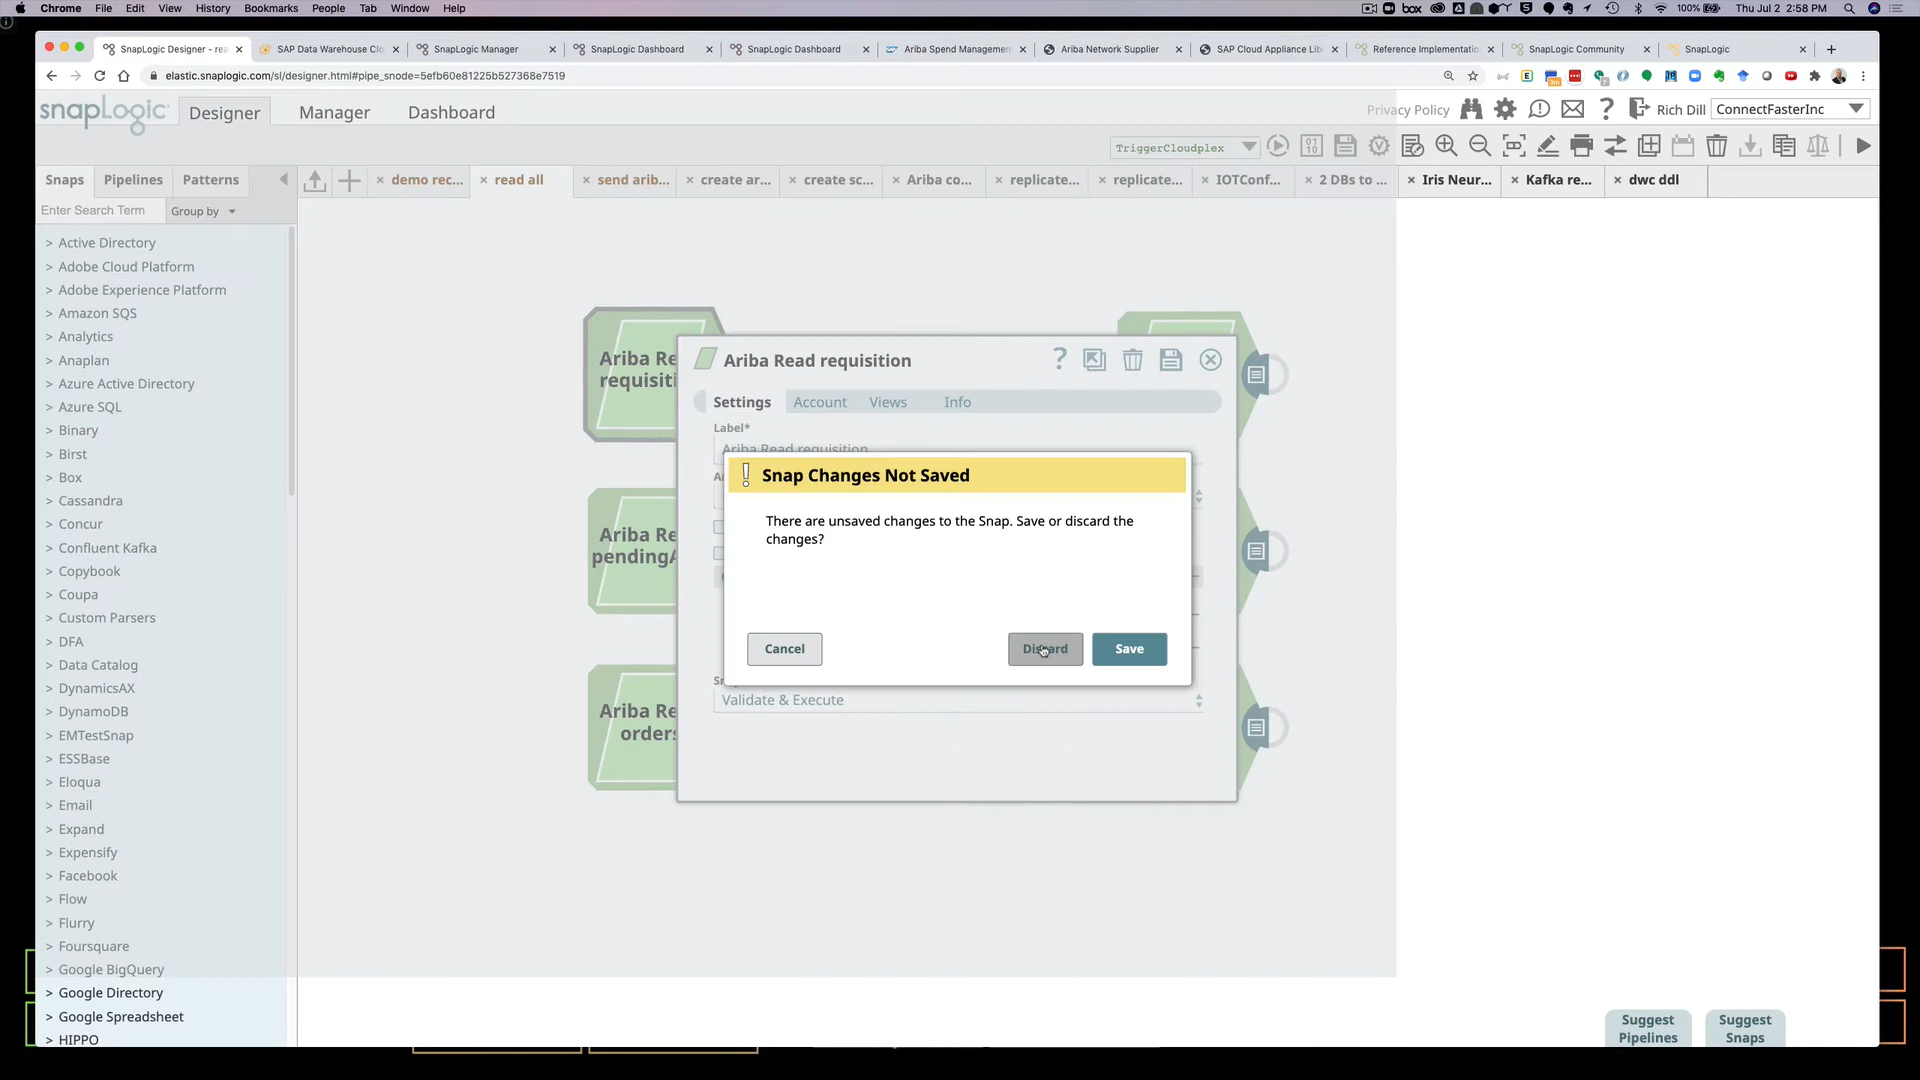 Chrome File Edit View History Bookmarks People Tab Window Help
box 100% Thu Jul 2 2:58 PM
SnapLogic Designer - rea
SAP Data Warehouse Clo
SnapLogic Manager
SnapLogic Dashboard
SnapLogic Dashboard
Ariba Spend Management
Ariba Network Supplier
SAP Cloud Appliance Lib
Reference Implementatio
SnapLogic Community
SnapLogic
elastic.snaplogic.com/sl/designer.html#pipe_snode=5efb60e81225b527368e7519
snapLogic
Designer
Manager
Dashboard
Privacy Policy
Rich Dill
ConnectFasterInc
TriggerCloudplex
Snaps Pipelines Patterns
demo rec...
read all
send arib...
create ar...
create sc...
Ariba co...
replicate...
replicate...
IOTConf...
2 DBs to ...
Iris Neur...
Kafka re...
dwc ddl
Enter Search Term Group by
> Active Directory
> Adobe Cloud Platform
> Adobe Experience Platform
> Amazon SQS
> Analytics
> Anaplan
> Azure Active Directory
> Azure SQL
> Binary
> Birst
> Box
> Cassandra
> Concur
> Confluent Kafka
> Copybook
> Coupa
> Custom Parsers
> DFA
> Data Catalog
> DynamicsAX
> DynamoDB
> EMTestSnap
> ESSBase
> Eloqua
> Email
> Expand
> Expensify
> Facebook
> Flow
> Flurry
> Foursquare
> Google BigQuery
> Google Directory
> Google Spreadsheet
> HIPPO
Ariba Re
requisiti
Ariba Re
pendingA
Ariba Re
orders
Ariba Read requisition
Settings Account Views Info
Label*
Ariba Read requisition
Snap Changes Not Saved
There are unsaved changes to the Snap. Save or discard the
changes?
Cancel Discard Save
Validate & Execute
Suggest
Pipelines
Suggest
Snaps